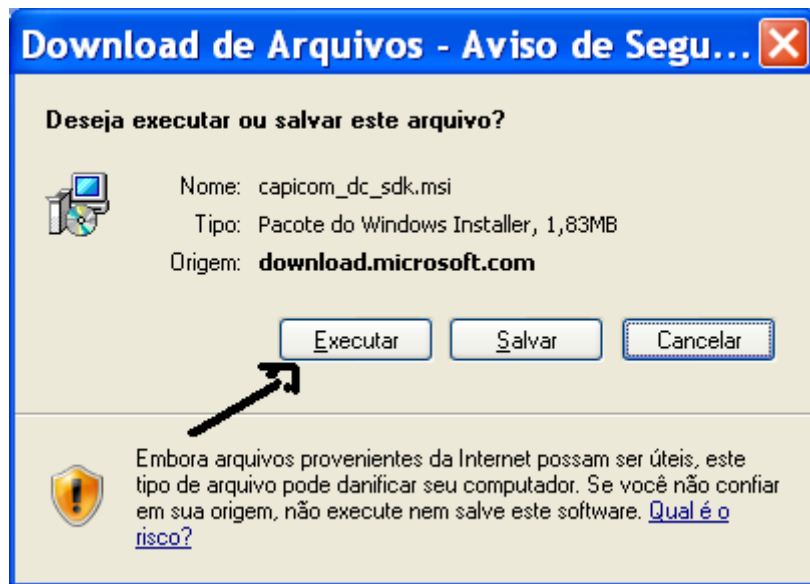 Download de Arquivos - Aviso de Segu...
Deseja executar ou salvar este arquivo?
Nome: capicom_dc_sdk.msi
Tipo: Pacote do Windows Installer, 1,83MB
Origem: download.microsoft.com
Executar Salvar Cancelar
Embora arquivos provenientes da Internet possam ser úteis, este
tipo de arquivo pode danificar seu computador. Se você não confiar
em sua origem, não execute nem salve este software. Qual é o
risco?